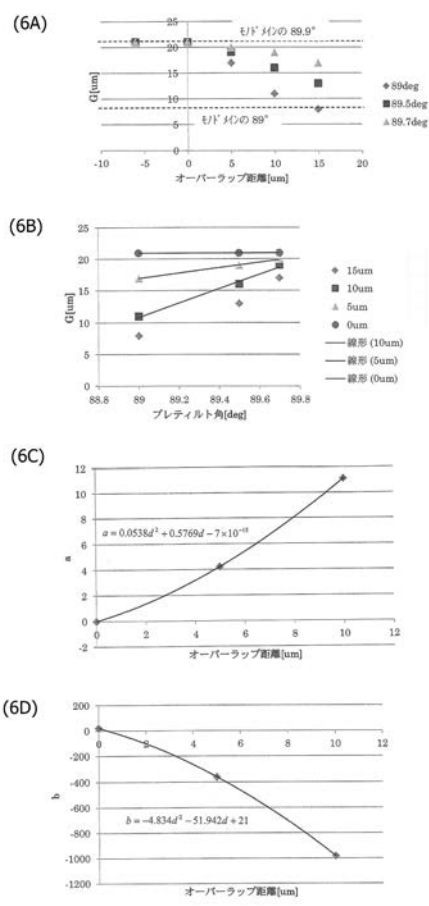 (6A)
25
20
15
10
5
0
G[um]
モノドメインの 89.9°
モノドメインの 89°
-10
-5
0
5
10
15
20
オーバーラップ距離[um]
89deg
89.5deg
89.7deg
(6B)
25
20
15
10
5
0
G[um]
88.8
89
89.2
89.4
89.6
89.8
プレティルト角[deg]
15um
10um
5um
0um
線形 (10um)
線形 (5um)
線形 (0um)
(6C)
12
10
8
6
4
2
0
-2
a
a = 0.0538d² + 0.5769d − 7×10⁻¹⁵
0
2
4
6
8
10
12
オーバーラップ距離[um]
(6D)
200
0
-200
-400
-600
-800
-1000
-1200
b
0
2
4
6
8
10
12
b = −4.834d² − 51.942d + 21
オーバーラップ距離[um]